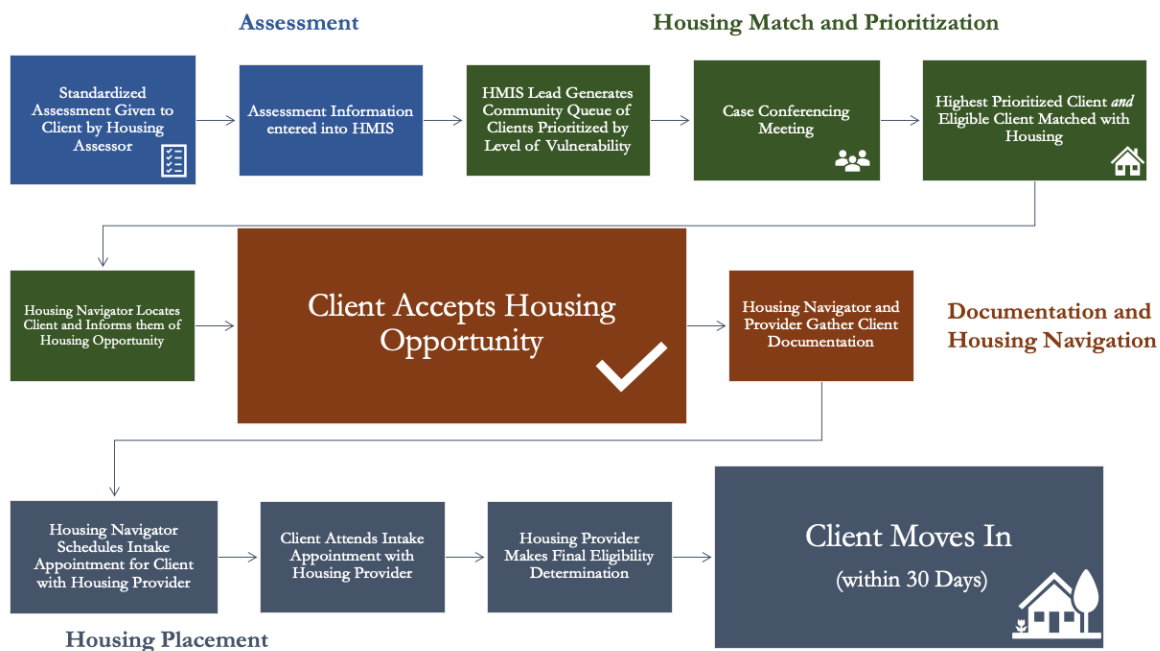 Assessment
Housing Match and Prioritization
Standardized
Assessment Given to
Client by Housing
Assessor
Assessment Information
entered into HMIS
HMIS Lead Generates
Community Queue of
Clients Prioritized by
Level of Vulnerability
Case Conferencing
Meeting
Highest Prioritized Client and
Eligible Client Matched with
Housing
Housing Navigator Locates
Client and Informs them of
Housing Opportunity
Client Accepts Housing
Opportunity
Housing Navigator and
Provider Gather Client
Documentation
Documentation and
Housing Navigation
Housing Navigator
Schedules Intake
Appointment for Client
with Housing Provider
Client Attends Intake
Appointment with
Housing Provider
Housing Provider
Makes Final Eligibility
Determination
Client Moves In
(within 30 Days)
Housing Placement